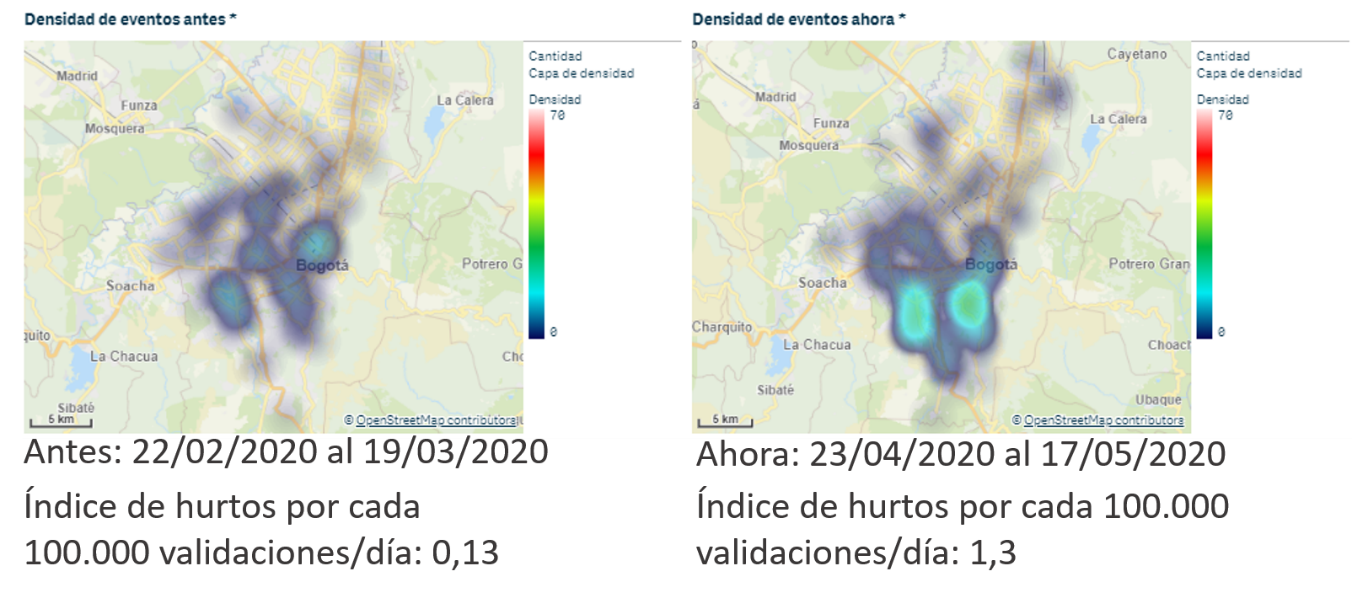 Densidad de eventos antes *
Madrid
Funza
Mosquera
La Calera
Bogotá
Potrero G
Soacha
quito
La Chacua
Cho
Sibaté
5 km
© OpenStreetMap contributors
Cantidad
Capa de densidad
Densidad
70
0
Antes: 22/02/2020 al 19/03/2020
Índice de hurtos por cada
100.000 validaciones/día: 0,13
Densidad de eventos ahora *
Cayetano
á
Madrid
La Calera
Funza
Mosquera
Bogotá
Potrero Gran
Soacha
Charquito
La Chacua
Choach
Sibaté
Ubaque
5 km
© OpenStreetMap contributors
Cantidad
Capa de densidad
Densidad
70
0
Ahora: 23/04/2020 al 17/05/2020
Índice de hurtos por cada 100.000
validaciones/día: 1,3